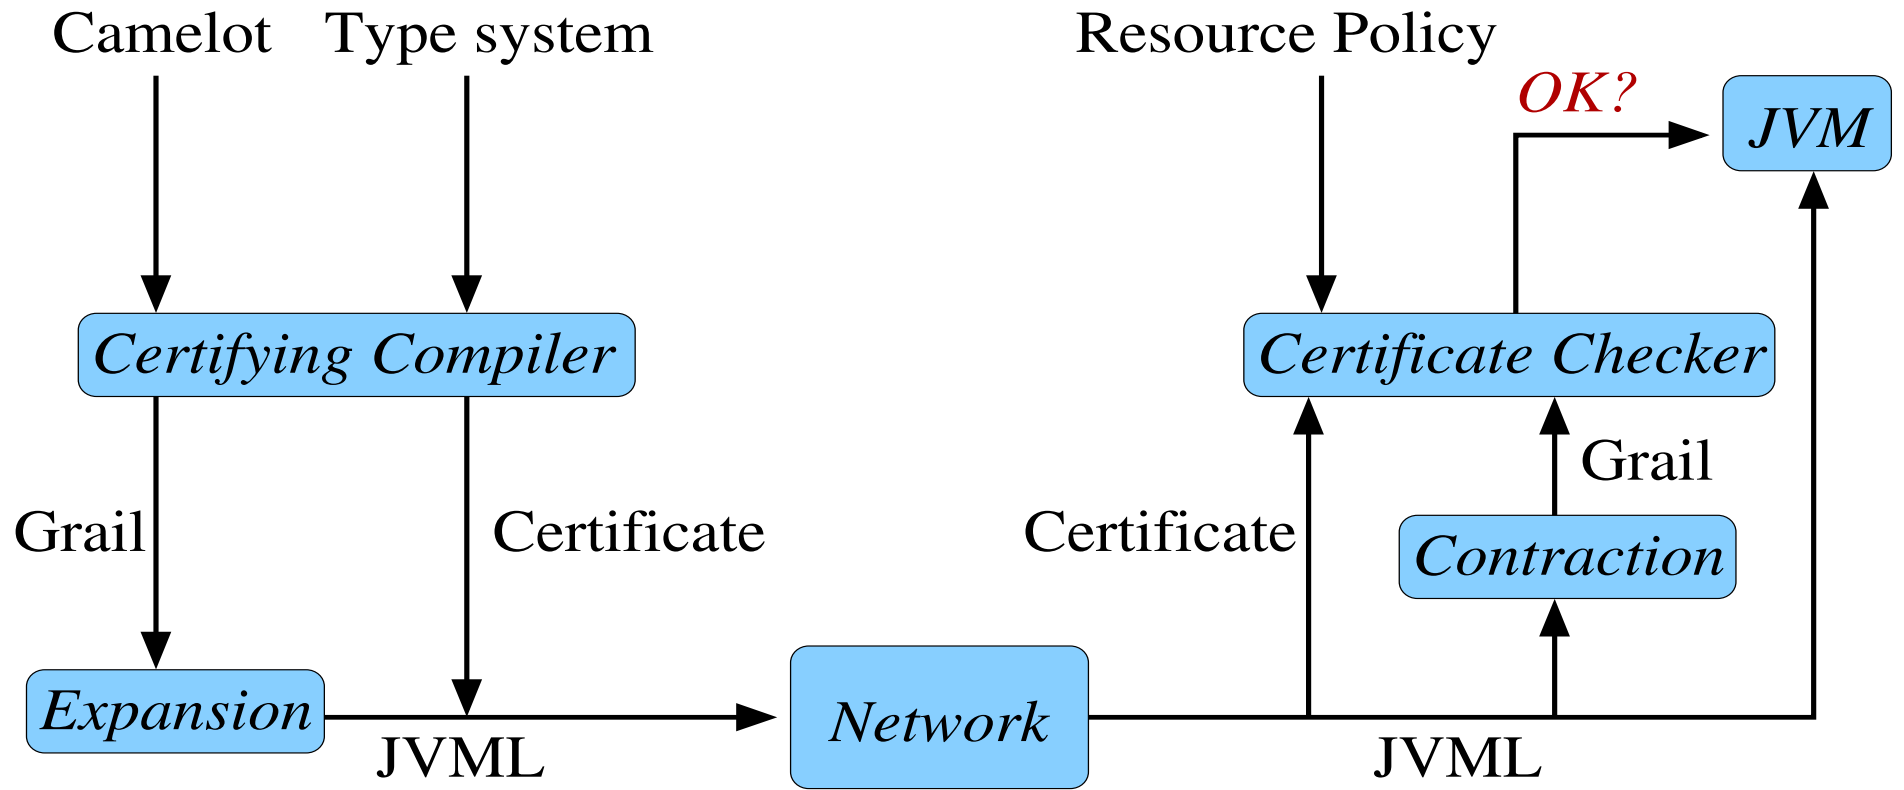 Camelot
Type system
Resource Policy
OK?
JVM
Certifying Compiler
Certificate Checker
Grail
Grail
Certificate
Certificate
Contraction
Expansion
Network
JVML
JVML